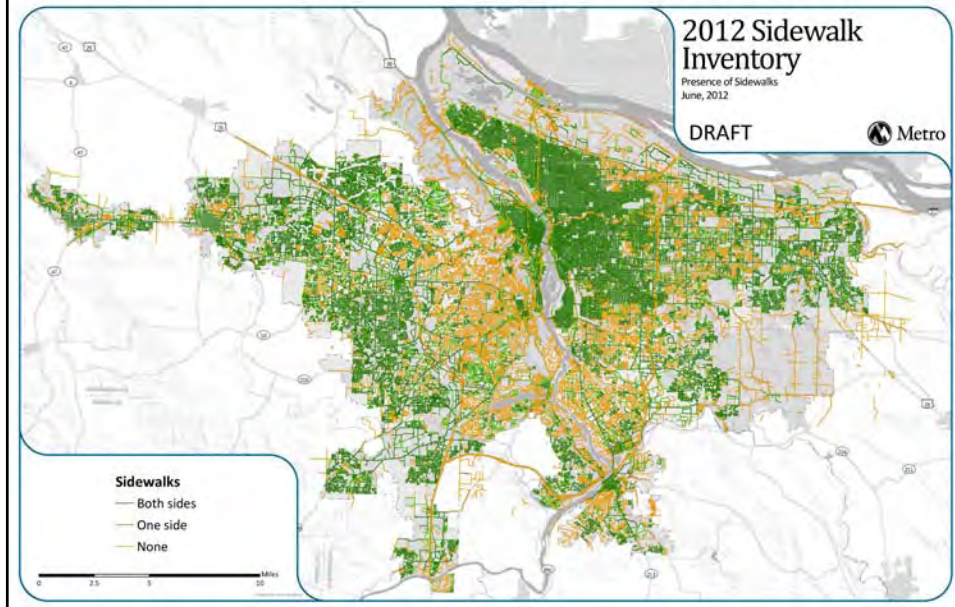 2012 Sidewalk
Inventory
Presence of Sidewalks
June, 2012
DRAFT
Metro
Sidewalks
Both sides
One side
None
Miles
0 2.5 5 10